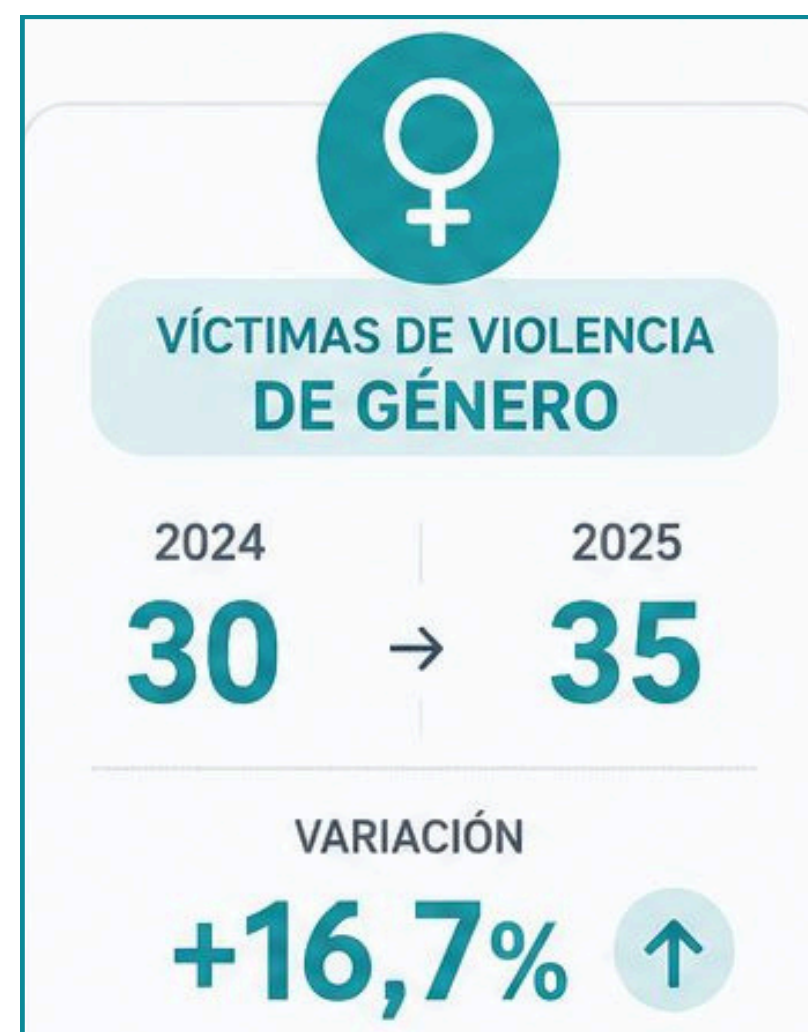 VÍCTIMAS DE VIOLENCIA
DE GÉNERO
2024
2025
30 → 35
VARIACIÓN
+16,7% ↑